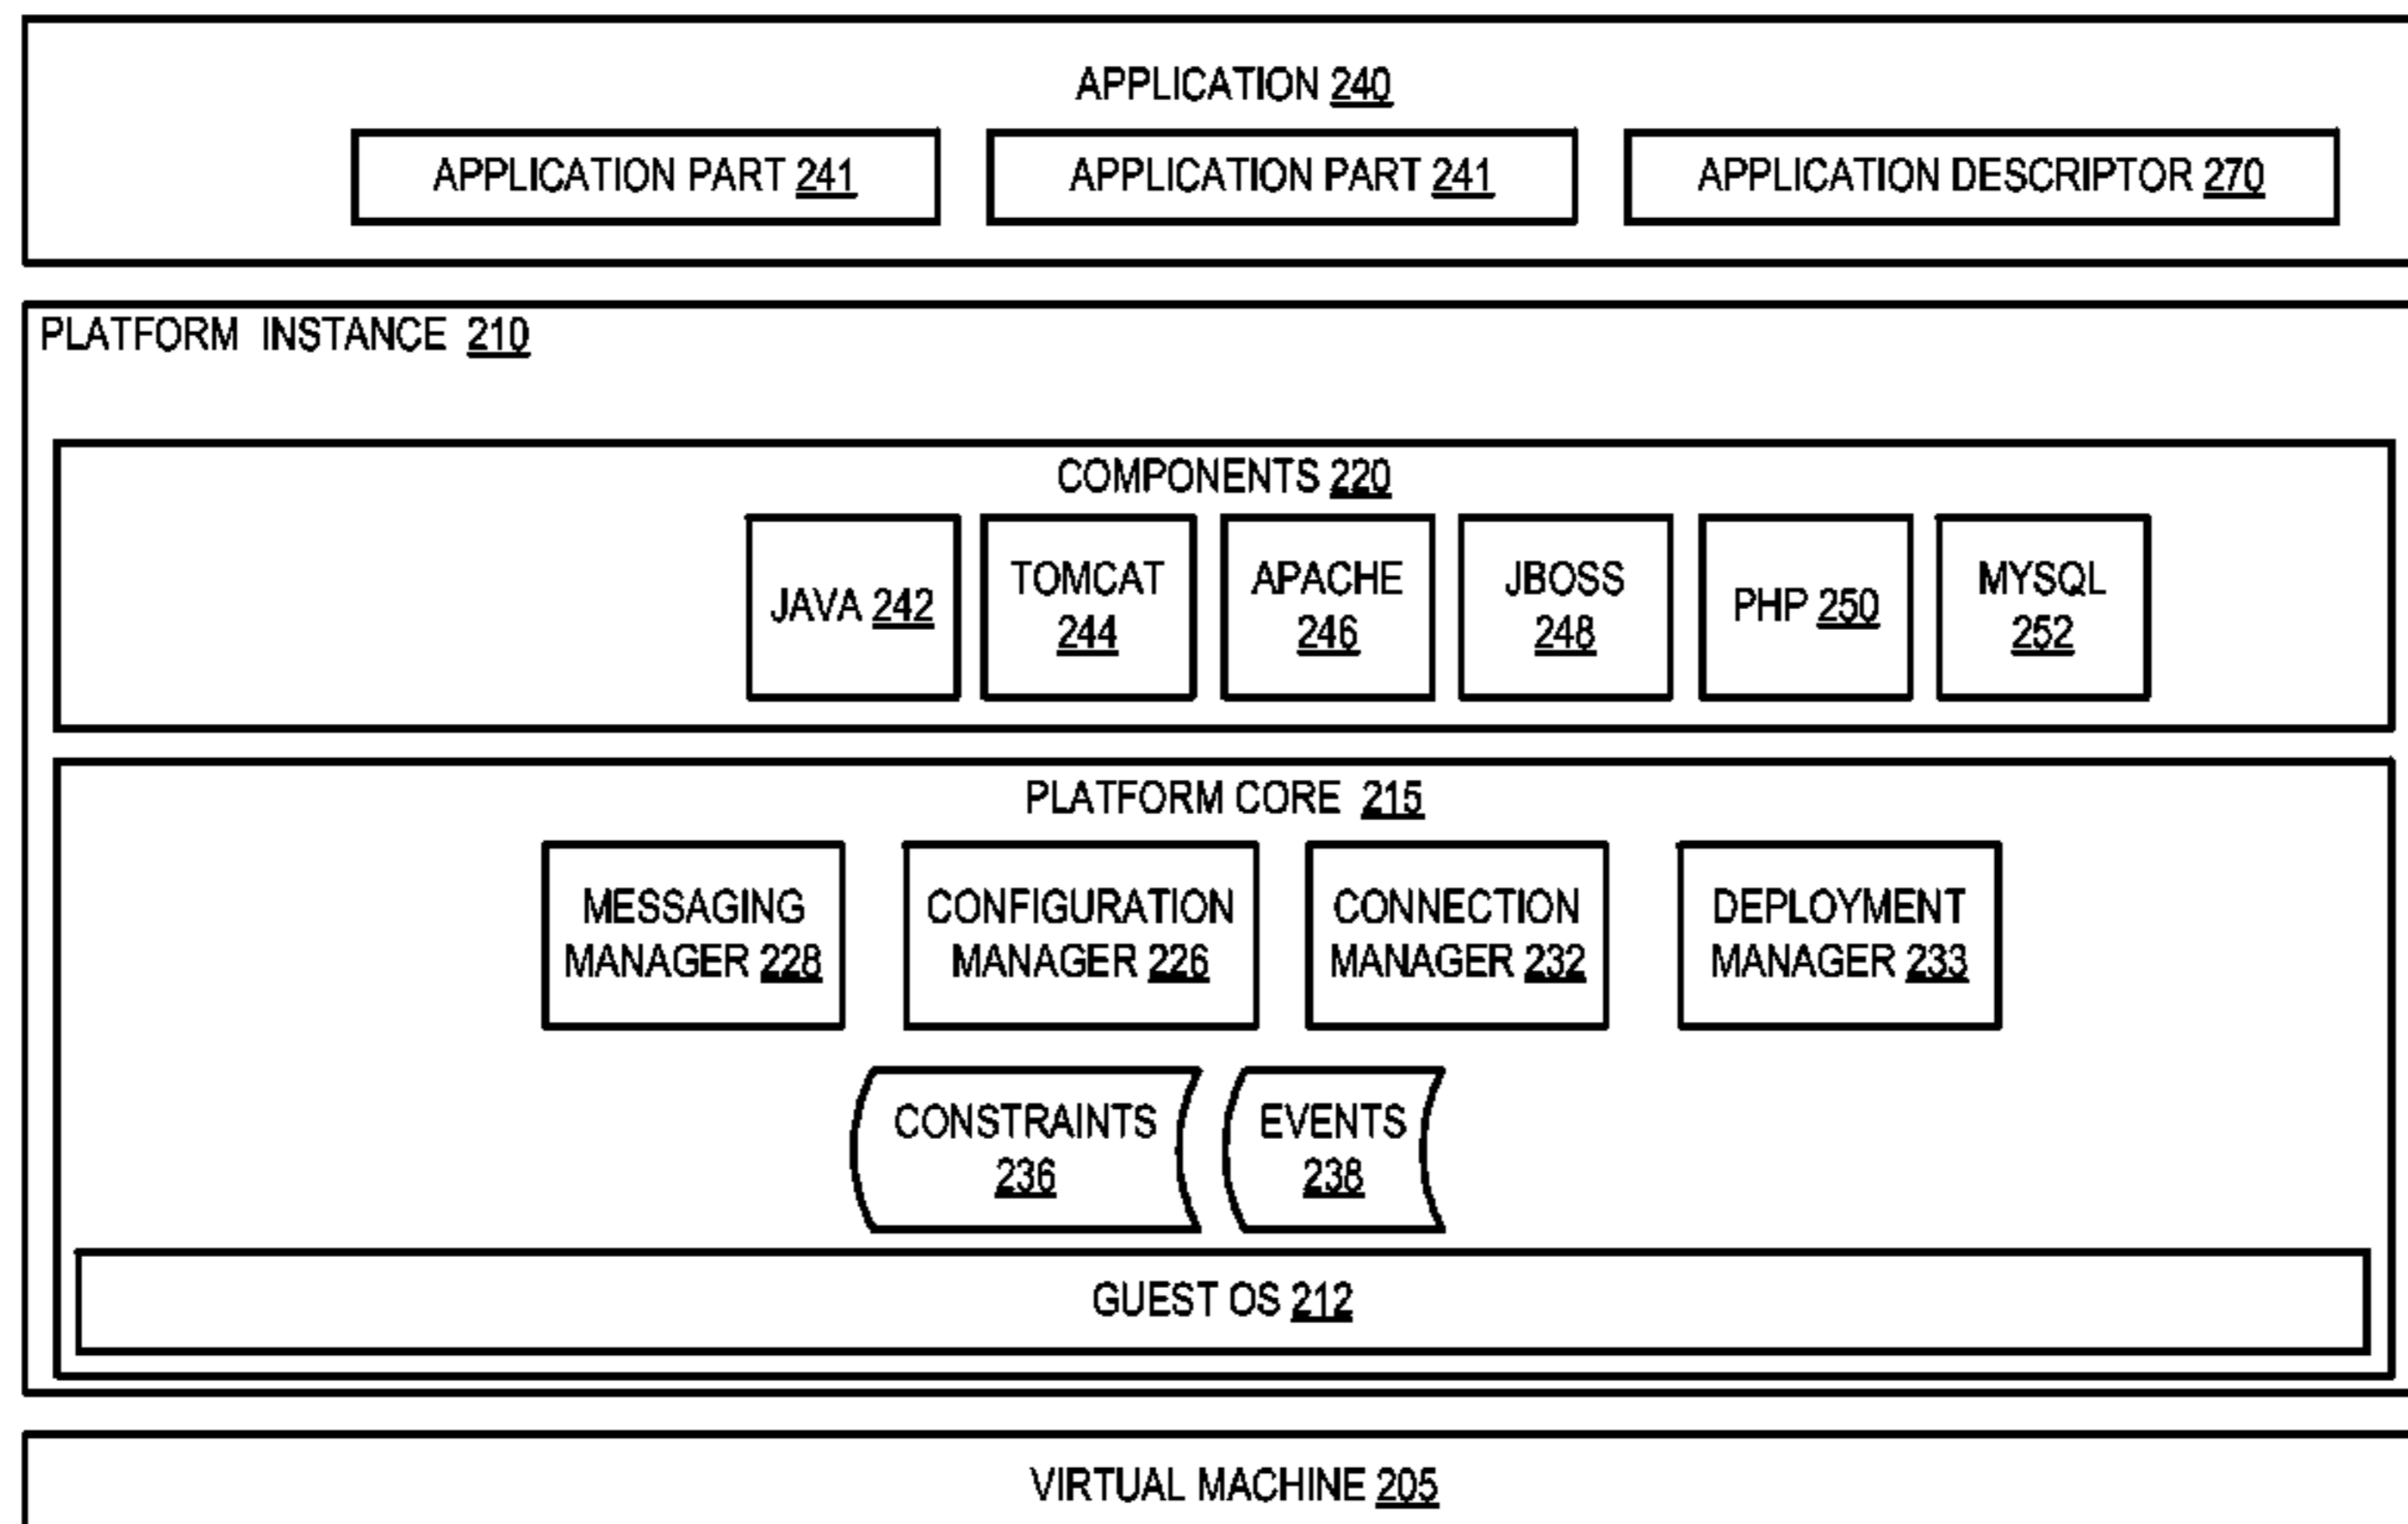 APPLICATION 240
APPLICATION PART 241
APPLICATION PART 241
APPLICATION DESCRIPTOR 270
PLATFORM INSTANCE 210
COMPONENTS 220
JAVA 242
TOMCAT
244
APACHE
246
JBOSS
248
PHP 250
MYSQL
252
PLATFORM CORE 215
MESSAGING
MANAGER 228
CONFIGURATION
MANAGER 226
CONNECTION
MANAGER 232
DEPLOYMENT
MANAGER 233
CONSTRAINTS
236
EVENTS
238
GUEST OS 212
VIRTUAL MACHINE 205